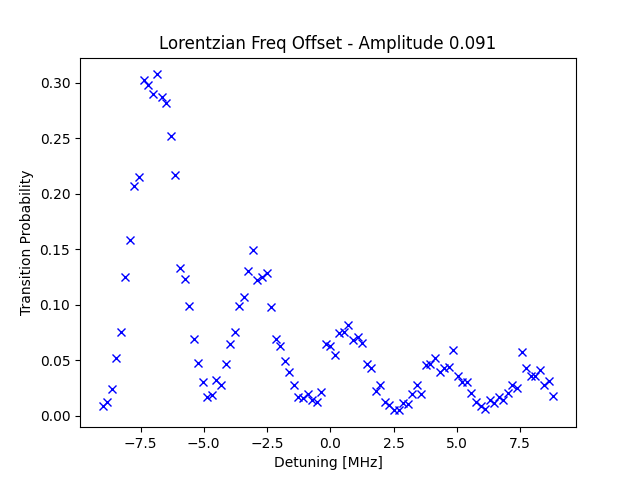 Lorentzian Freq Offset - Amplitude 0.091
Transition Probability
0.30
0.25
0.20
0.15
0.10
0.05
0.00
−7.5 −5.0 −2.5 0.0 2.5 5.0 7.5
Detuning [MHz]